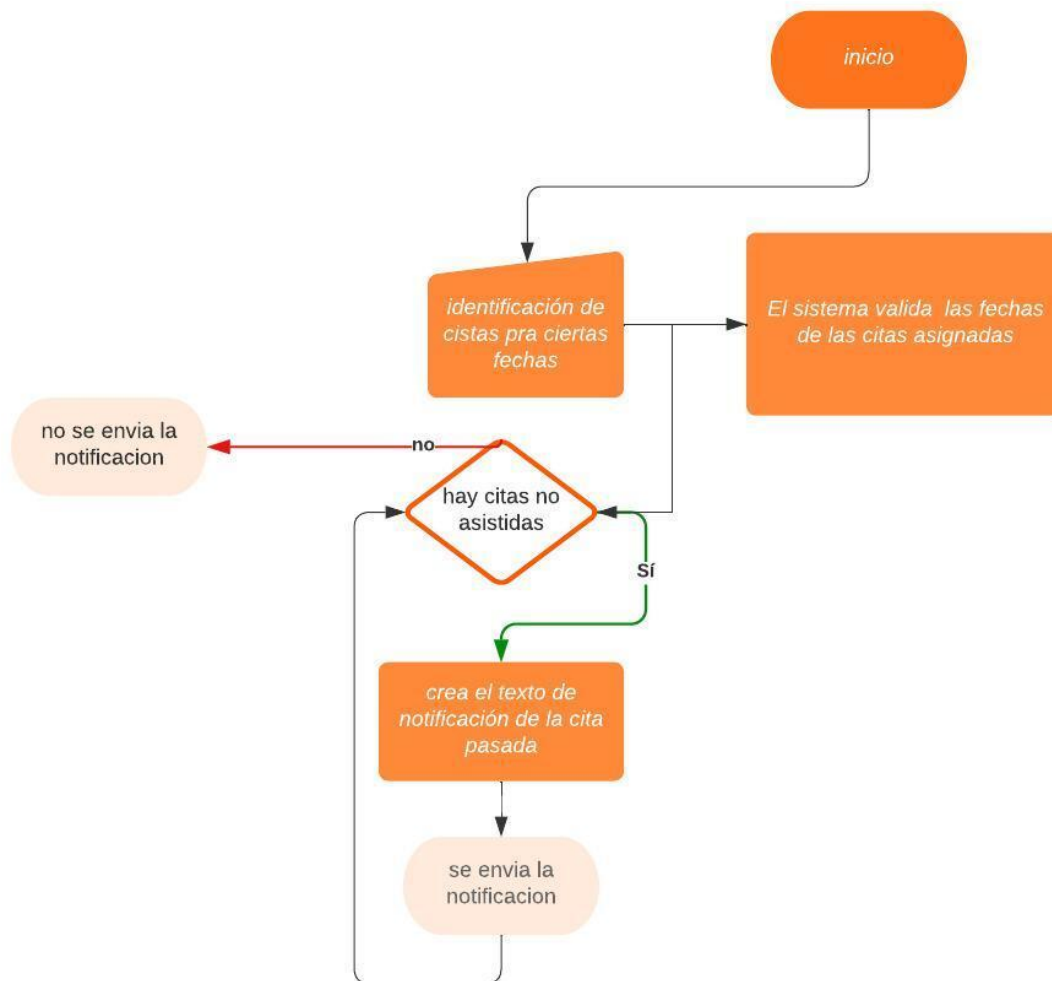 inicio
identificación de
cistas pra ciertas
fechas
El sistema valida las fechas
de las citas asignadas
no se envia la
notificacion
no
hay citas no
asistidas
Sí
crea el texto de
notificación de la cita
pasada
se envia la
notificacion